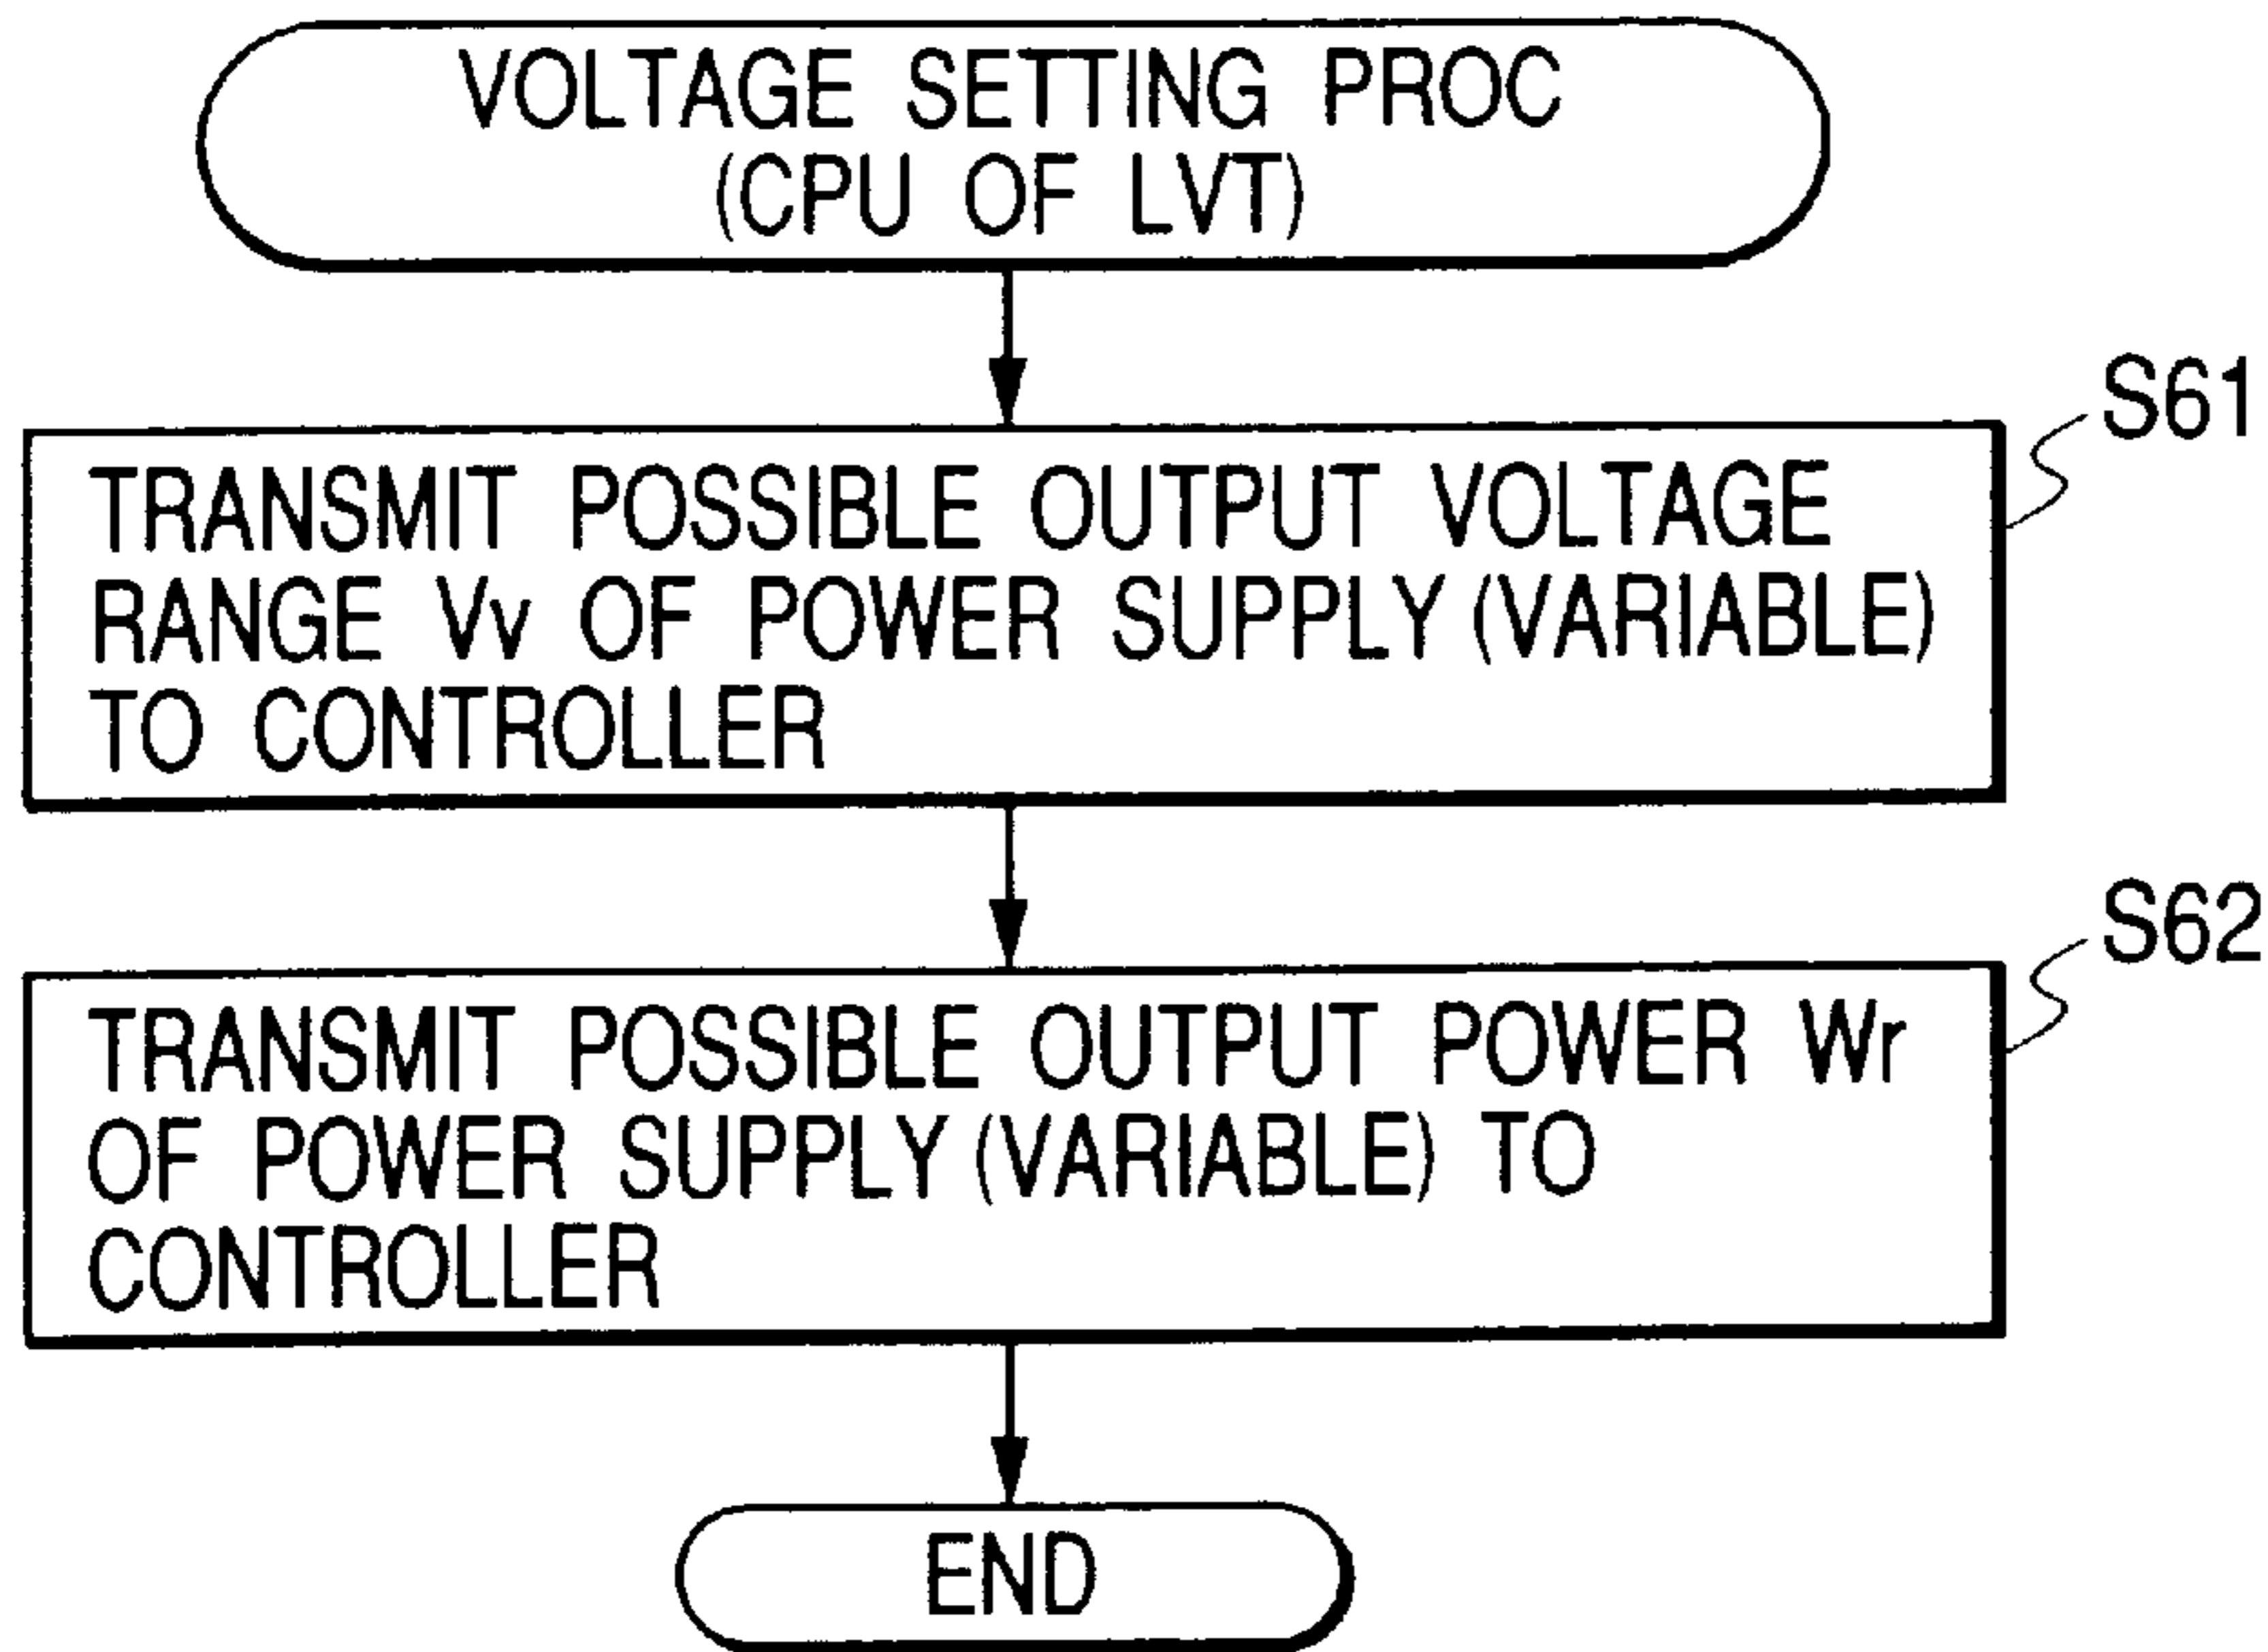 VOLTAGE SETTING PROC
(CPU OF LVT)
S61
TRANSMIT POSSIBLE OUTPUT VOLTAGE
RANGE Vv OF POWER SUPPLY (VARIABLE)
TO CONTROLLER
S62
TRANSMIT POSSIBLE OUTPUT POWER Wr
OF POWER SUPPLY (VARIABLE) TO
CONTROLLER
END